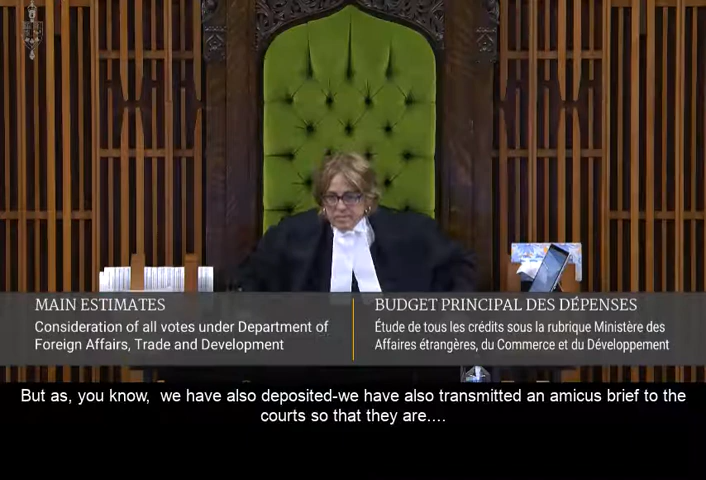 MAIN ESTIMATES
Consideration of all votes under Department of
Foreign Affairs, Trade and Development
BUDGET PRINCIPAL DES DÉPENSES
Étude de tous les crédits sous la rubrique Ministère des
Affaires étrangères, du Commerce et du Développement
But as, you know,  we have also deposited-we have also transmitted an amicus brief to the
courts so that they are....